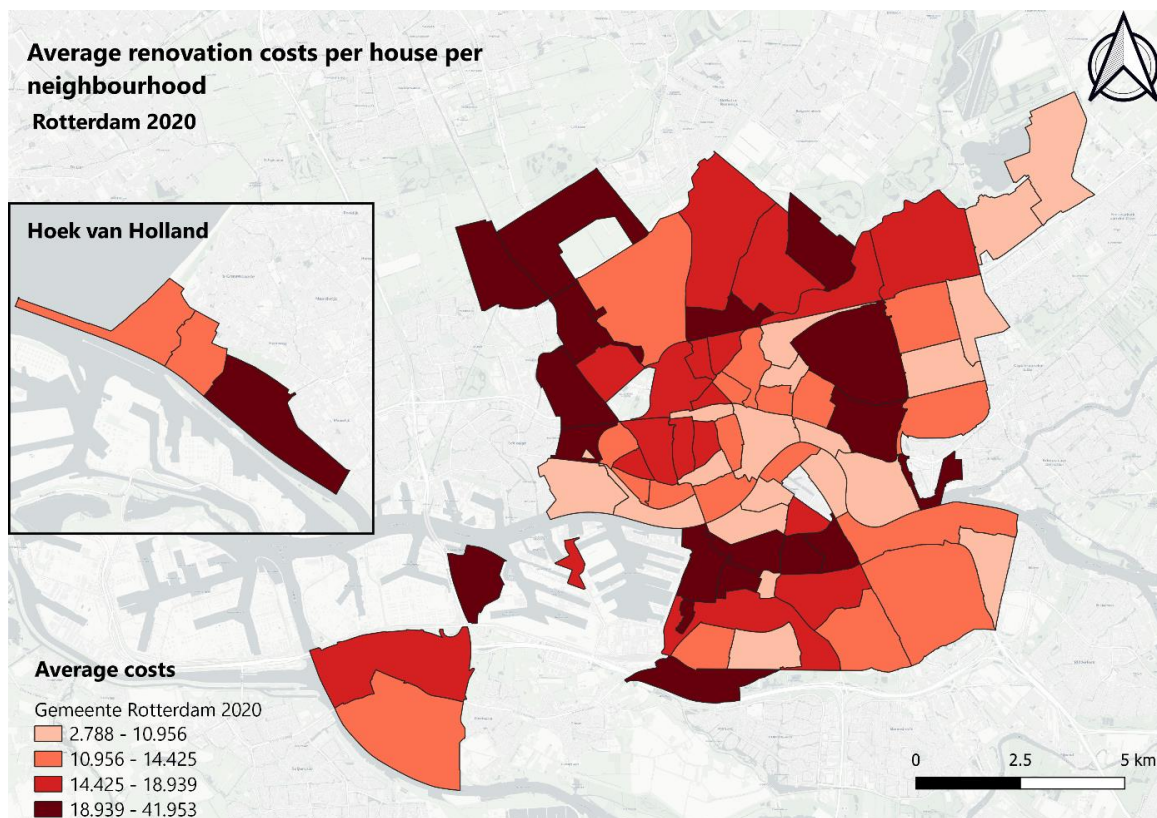 Average renovation costs per house per
neighbourhood
Rotterdam 2020
Hoek van Holland
Average costs
Gemeente Rotterdam 2020
2.788 - 10.956
10.956 - 14.425
14.425 - 18.939
18.939 - 41.953
0 2.5 5 km